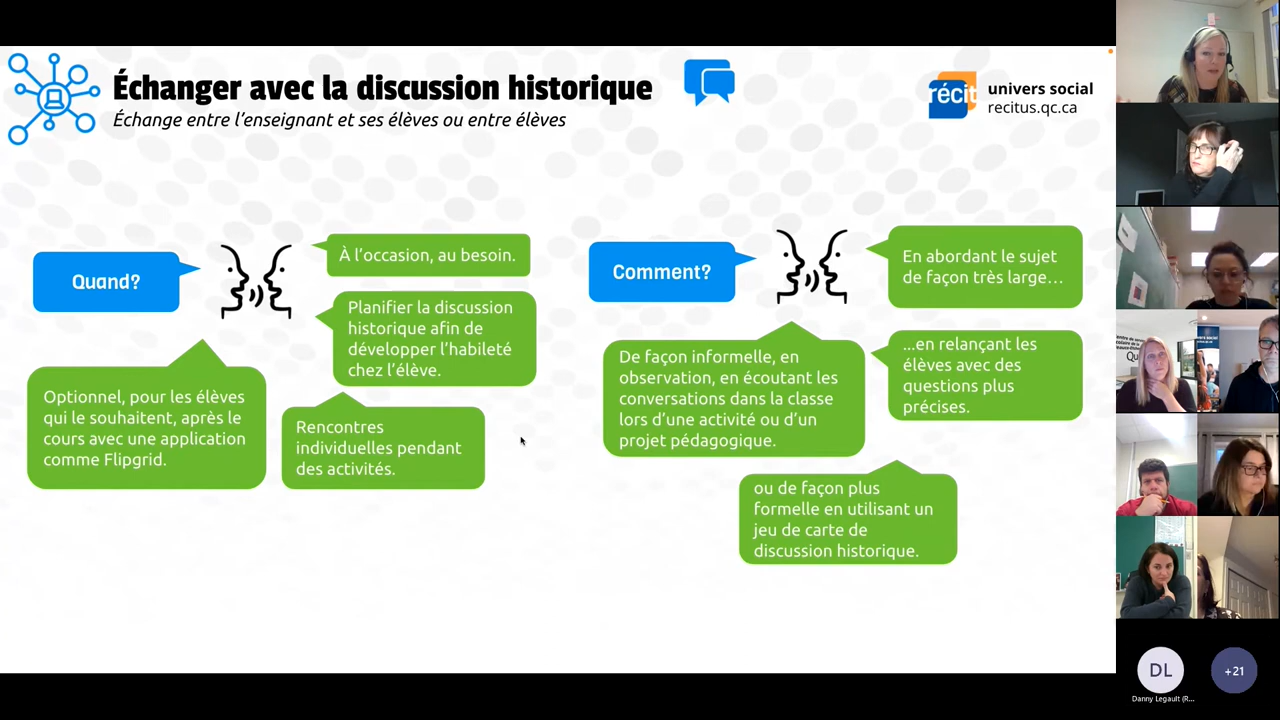 Échanger avec la discussion historique
Échange entre l'enseignant et ses élèves ou entre élèves
récit
univers social
recitus.qc.ca
Quand?
À l'occasion, au besoin.
Planifier la discussion
historique afin de
développer l'habileté
chez l'élève.
Optionnel, pour les élèves
qui le souhaitent, après le
cours avec une application
comme Flipgrid.
Rencontres
individuelles pendant
des activités.
Comment?
En abordant le sujet
de façon très large...
...en relançant les
élèves avec des
questions plus
précises.
De façon informelle, en
observation, en écoutant les
conversations dans la classe
lors d'une activité ou d'un
projet pédagogique.
ou de façon plus
formelle en utilisant un
jeu de carte de
discussion historique.
DL
+21
Danny Legault (R...